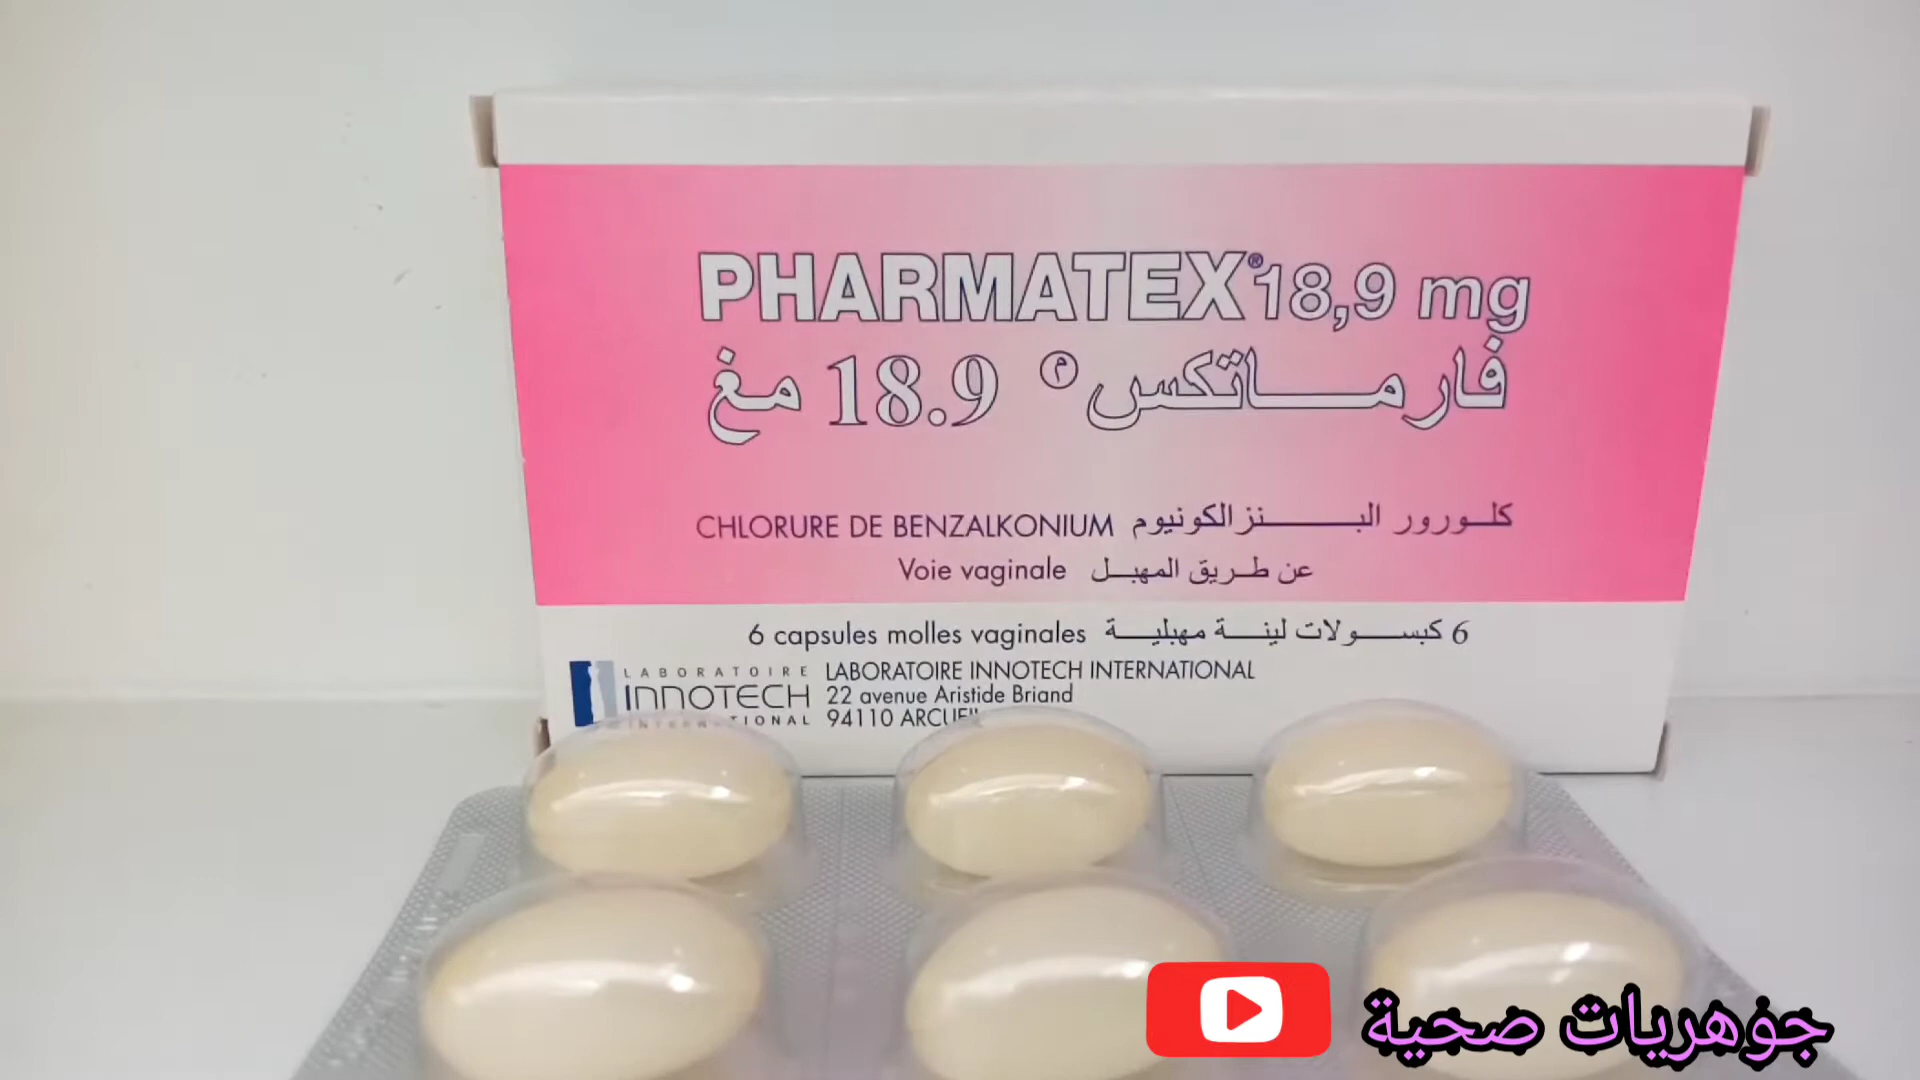 PHARMATEX® 18,9 mg
فارماتكس 18.9 مغ
CHLORURE DE BENZALKONIUM كلورور البنزالكونيوم
Voie vaginale عن طريق المهبل
6 capsules molles vaginales 6 كبسولات لينة مهبلية
LABORATOIRE
INNOTECH
INTERNATIONAL
LABORATOIRE INNOTECH INTERNATIONAL
22 avenue Aristide Briand
94110 ARCUEIL
جوهريات صحية